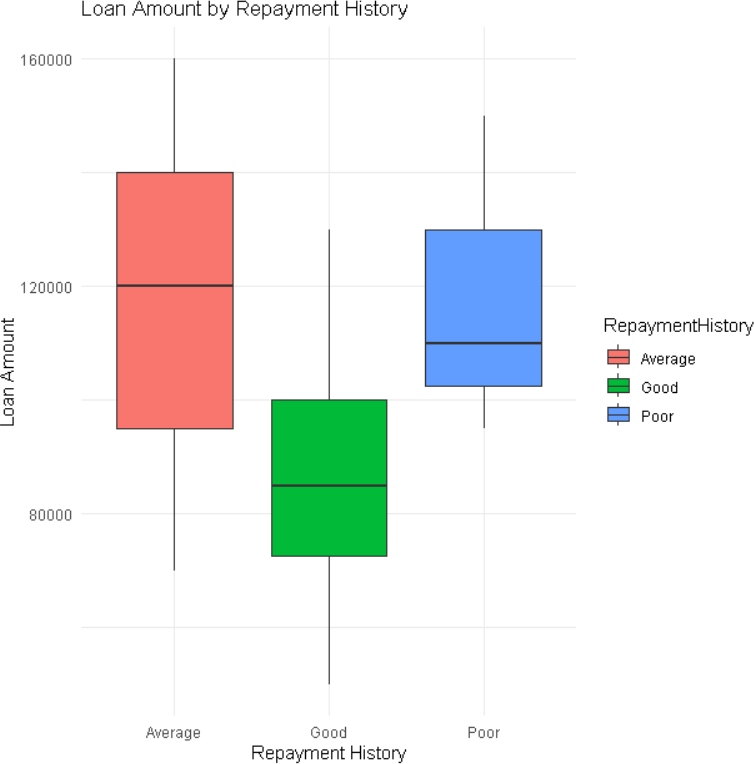 Loan Amount by Repayment History
160000
120000
80000
Loan Amount
Average
Good
Poor
Repayment History
RepaymentHistory
Average
Good
Poor